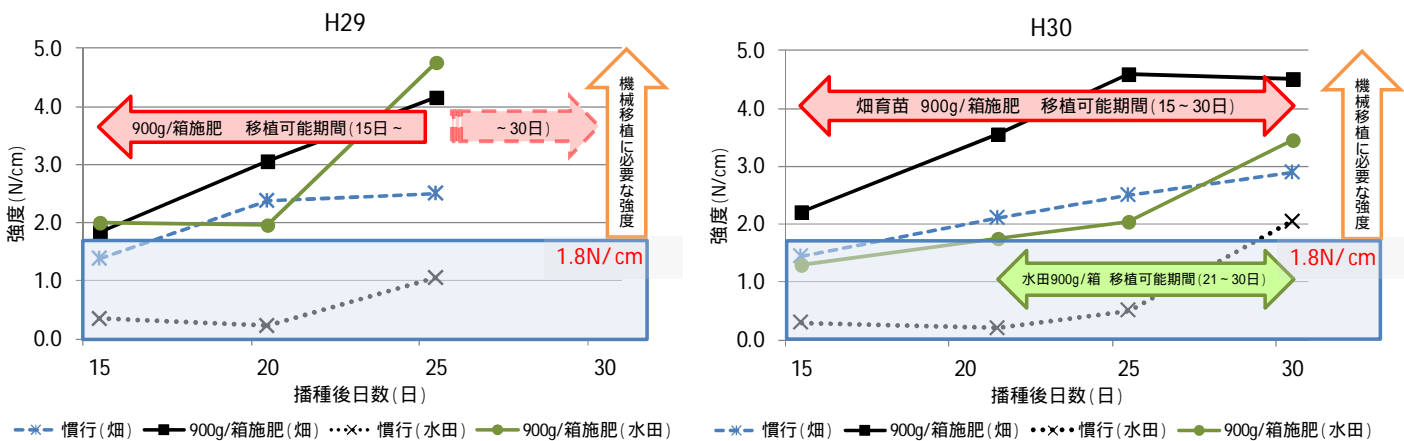 H29
5.0
4.0
3.0
2.0
1.0
0.0
強度(N/cm)
900g/箱施肥 移植可能期間(15日~
~30日)
機械移植に必要な強度
1.8N/cm
15 20 25 30
播種後日数(日)
慣行(畑) 900g/箱施肥(畑) 慣行(水田) 900g/箱施肥(水田)
H30
5.0
4.0
3.0
2.0
1.0
0.0
強度(N/cm)
畑育苗 900g/箱施肥 移植可能期間(15~30日)
機械移植に必要な強度
1.8N/cm
水田900g/箱 移植可能期間(21~30日)
15 20 25 30
播種後日数(日)
慣行(畑) 900g/箱施肥(畑) 慣行(水田) 900g/箱施肥(水田)